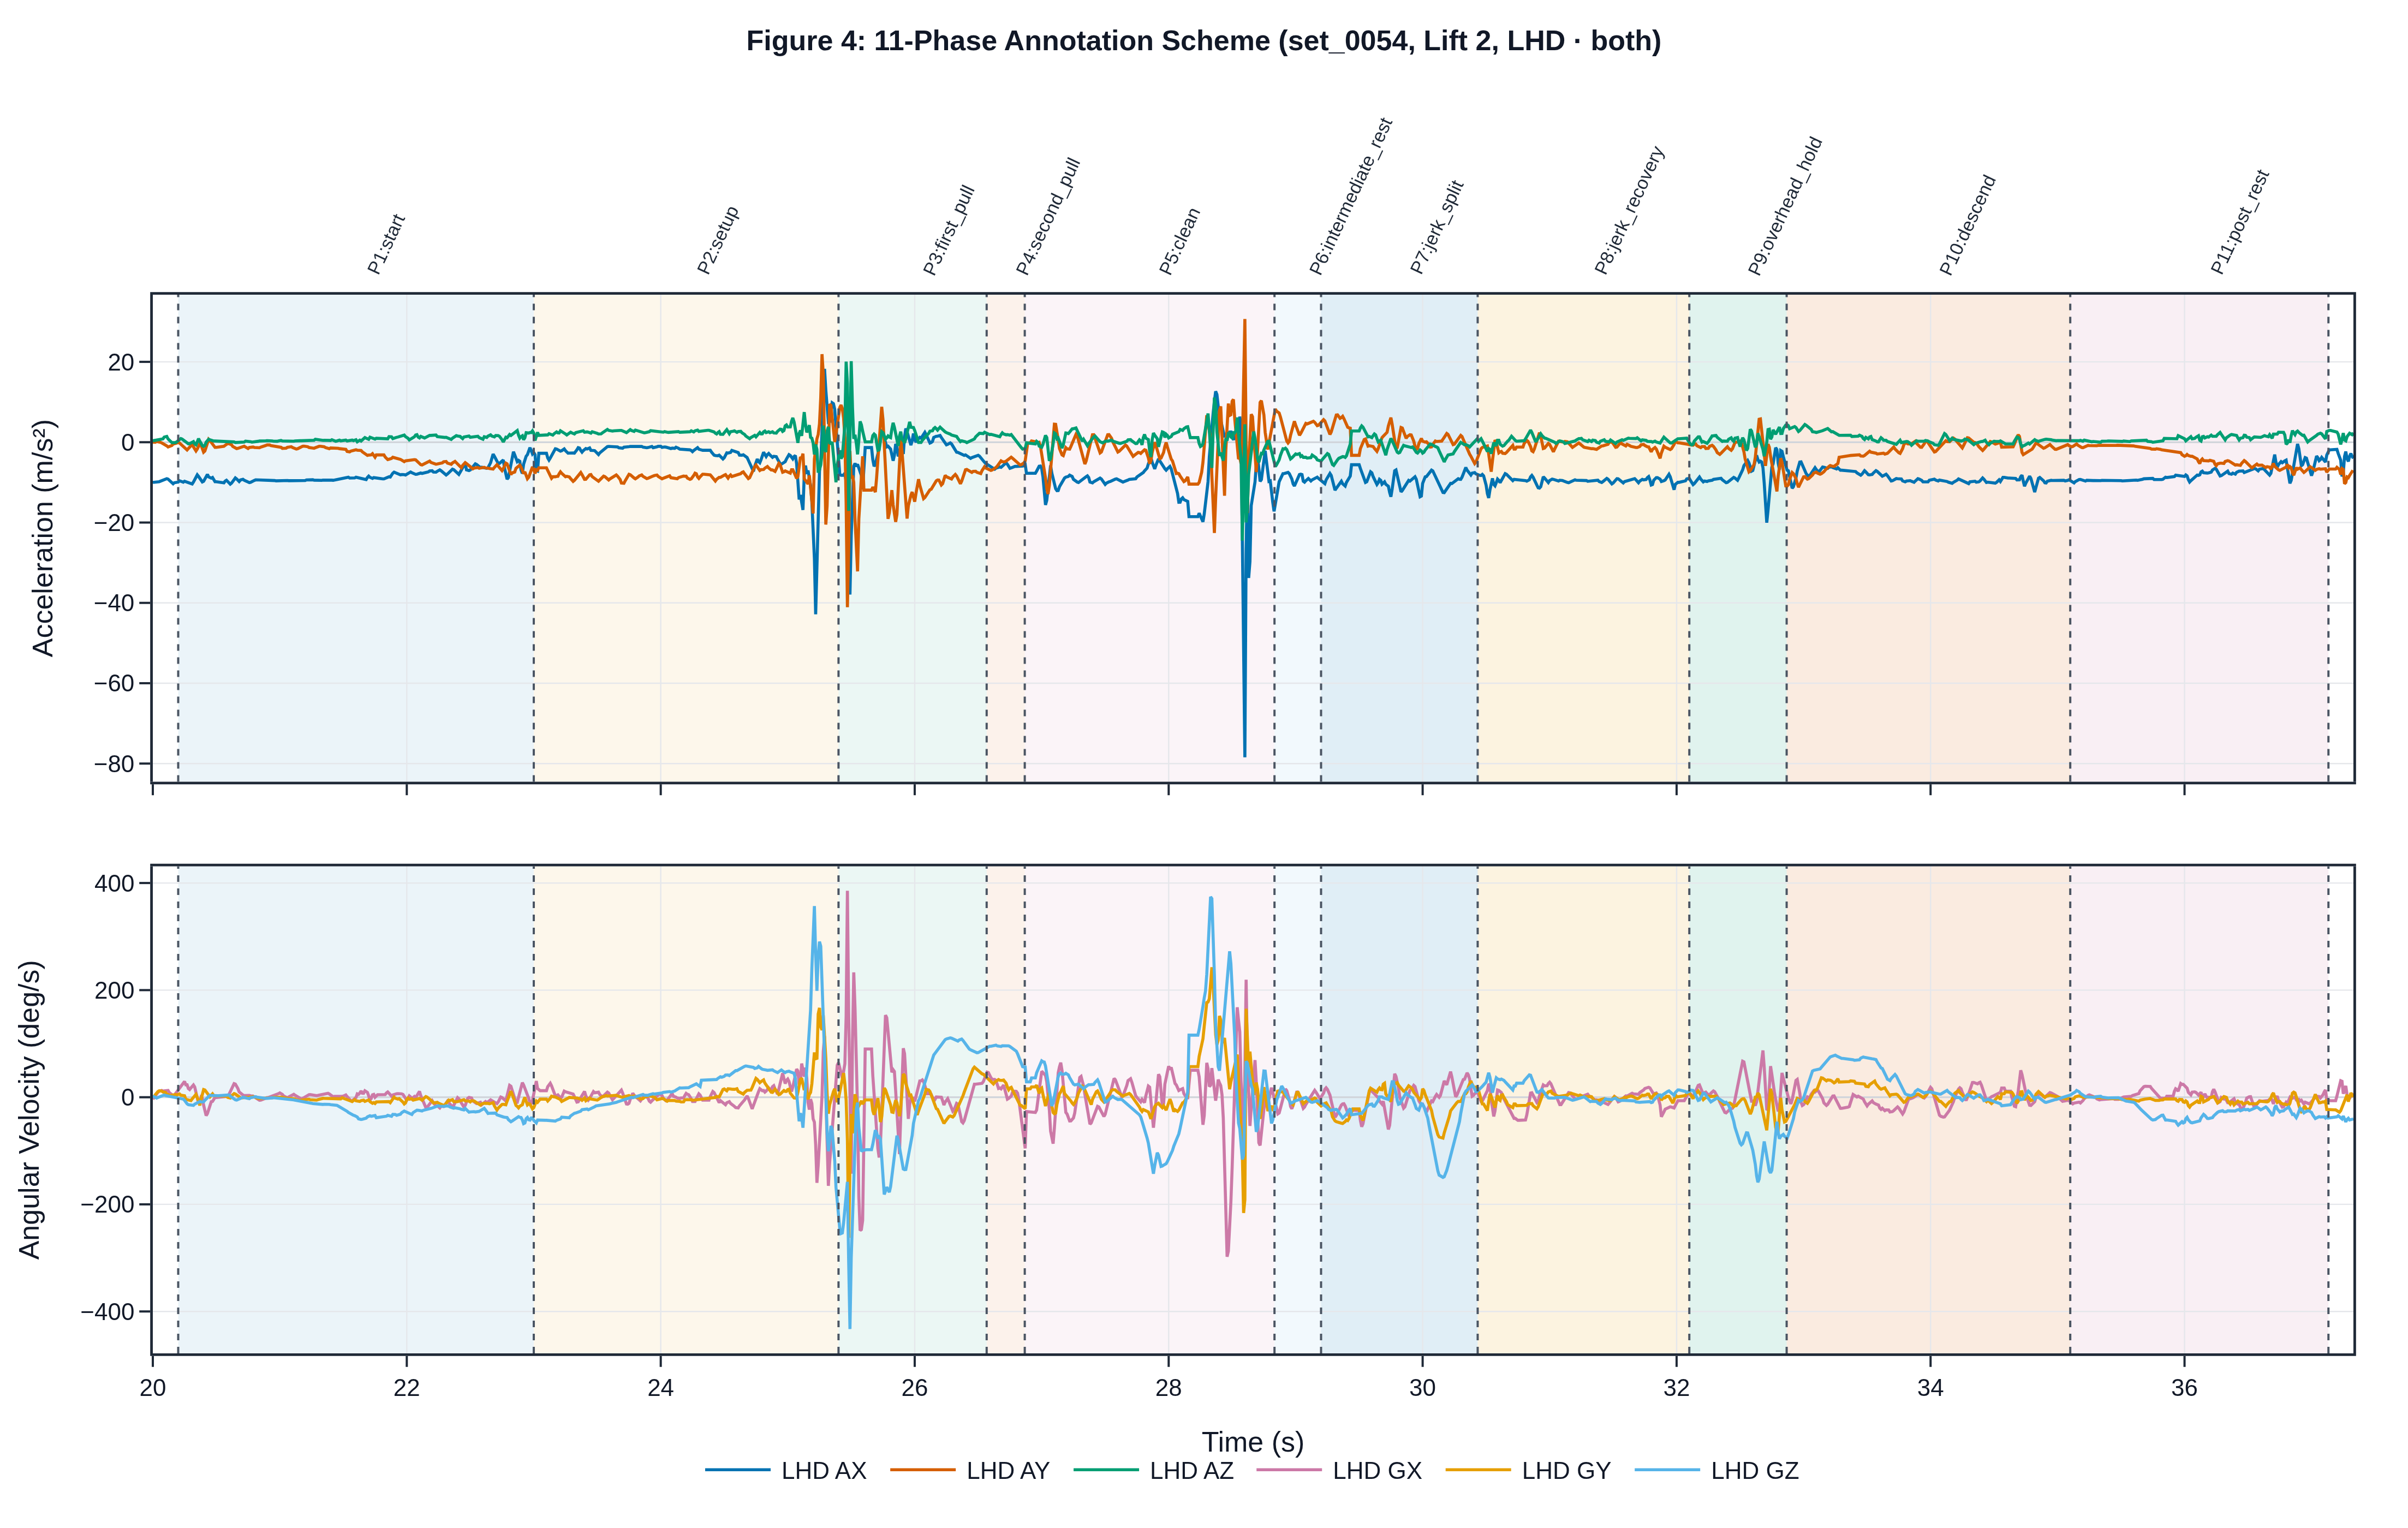 Figure 4: 11-Phase Annotation Scheme (set_0054, Lift 2, LHD · both)
P1:start
P2:setup
P3:first_pull
P4:second_pull
P5:clean
P6:intermediate_rest
P7:jerk_split
P8:jerk_recovery
P9:overhead_hold
P10:descend
P11:post_rest
Acceleration (m/s²)
20
0
−20
−40
−60
−80
Angular Velocity (deg/s)
400
200
0
−200
−400
20 22 24 26 28 30 32 34 36
Time (s)
LHD AX LHD AY LHD AZ LHD GX LHD GY LHD GZ